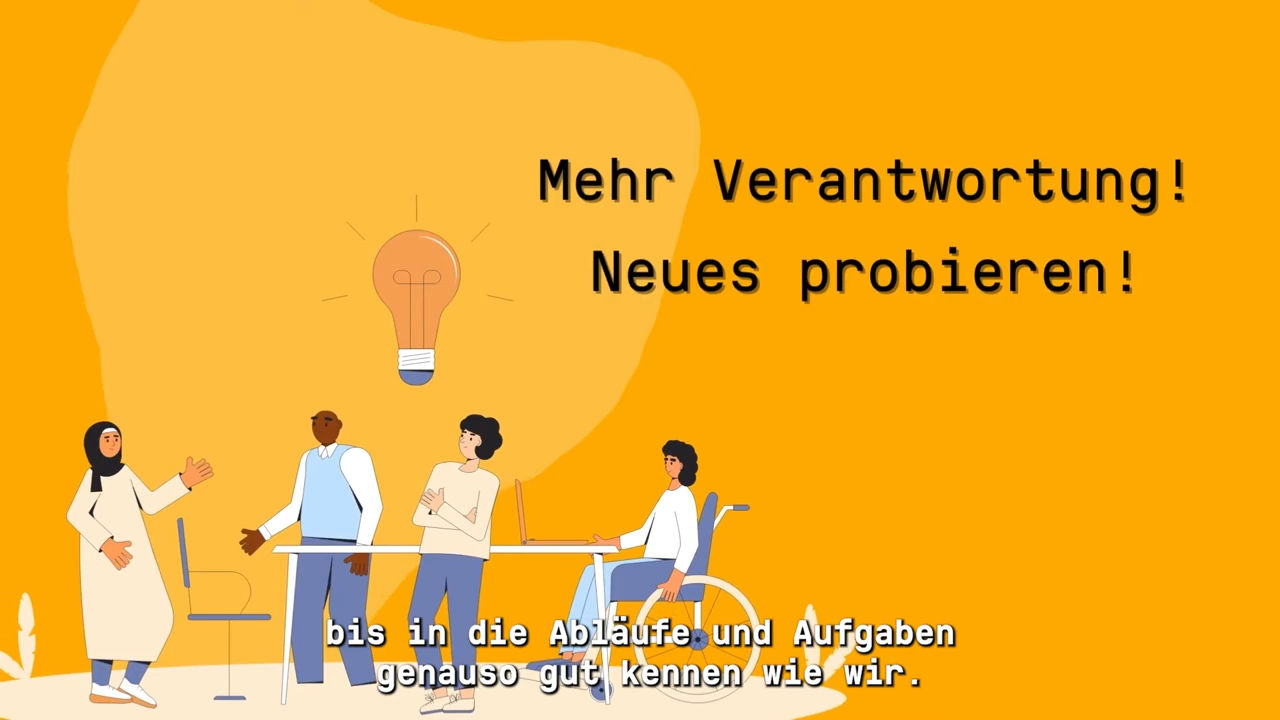 Mehr Verantwortung!
Neues probieren!
bis in die Abläufe und Aufgaben
genauso gut kennen wie wir.